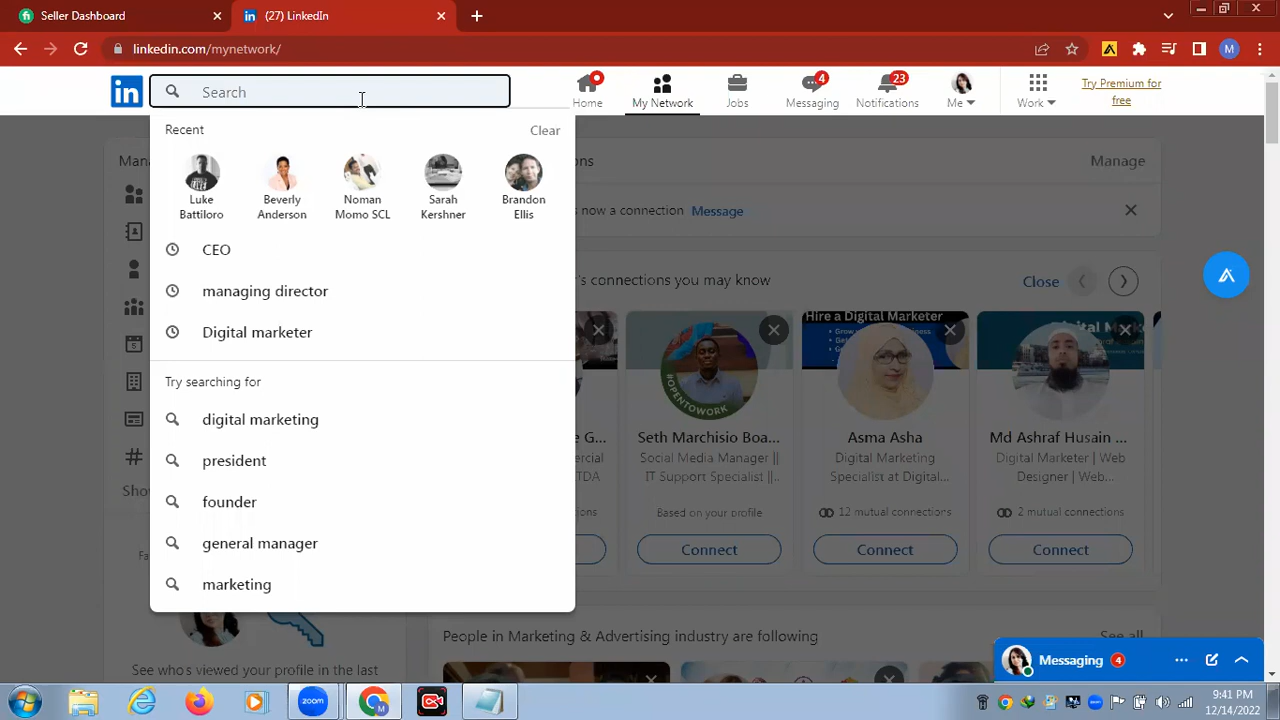 Seller Dashboard
(27) LinkedIn
linkedin.com/mynetwork/
M
in
Search
Home
My Network
Jobs
4
Messaging
23
Notifications
Me
Work
Try Premium for
free
Recent
Clear
Luke
Battiloro
Beverly
Anderson
Noman
Momo SCL
Sarah
Kershner
Brandon
Ellis
CEO
managing director
Digital marketer
Try searching for
digital marketing
president
founder
general manager
marketing
Manage
s now a connection Message
's connections you may know
Close
Hire a Digital Marketer
Seth Marchisio Boa...
Social Media Manager ||
IT Support Specialist ||..
Based on your profile
Connect
Asma Asha
Digital Marketing
Specialist at Digital
12 mutual connections
Connect
Md Ashraf Husain ...
Digital Marketer | Web
Designer | Web...
2 mutual connections
Connect
People in Marketing & Advertising industry are following
See all
See who's viewed your profile in the last
Messaging 4
zoom
9:41 PM
12/14/2022